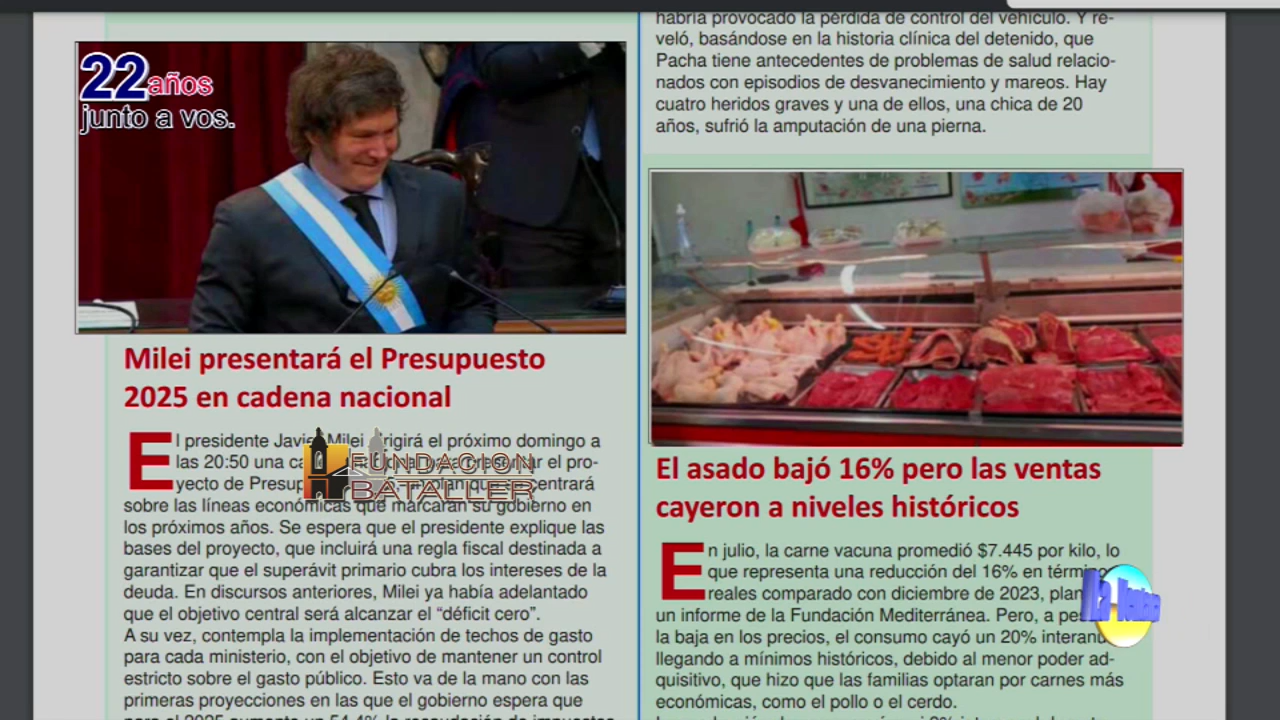 22años
junto a vos.
Milei presentará el Presupuesto
2025 en cadena nacional
El presidente Javier Milei dirigirá el próximo domingo a
las 20:50 una el pro-
yecto de
sobre las líneas económicas que marcarán su gobierno en
los próximos años. Se espera que el presidente explique las
bases del proyecto, que incluirá una regla fiscal destinada a
garantizar que el superávit primario cubra los intereses de la
deuda. En discursos anteriores, Milei ya había adelantado
que el objetivo central será alcanzar el “déficit cero”.
A su vez, contempla la implementación de techos de gasto
para cada ministerio, con el objetivo de mantener un control
estricto sobre el gasto público. Esto va de la mano con las
primeras proyecciones en las que el gobierno espera que
FUNDACION
BATALLER
habría provocado la pérdida de control del vehículo. Y re-
veló, basándose en la historia clínica del detenido, que
Pacha tiene antecedentes de problemas de salud relacio-
nados con episodios de desvanecimiento y mareos. Hay
cuatro heridos graves y una de ellos, una chica de 20
años, sufrió la amputación de una pierna.
El asado bajó 16% pero las ventas
cayeron a niveles históricos
En julio, la carne vacuna promedió $7.445 por kilo, lo
que representa una reducción del 16% en
reales comparado con diciembre de 2023,
un informe de la Fundación Mediterránea. Pero, a
la baja en los precios, el consumo cayó un 20%
llegando a mínimos históricos, debido al menor poder ad-
quisitivo, que hizo que las familias optaran por carnes más
económicas, como el pollo o el cerdo.